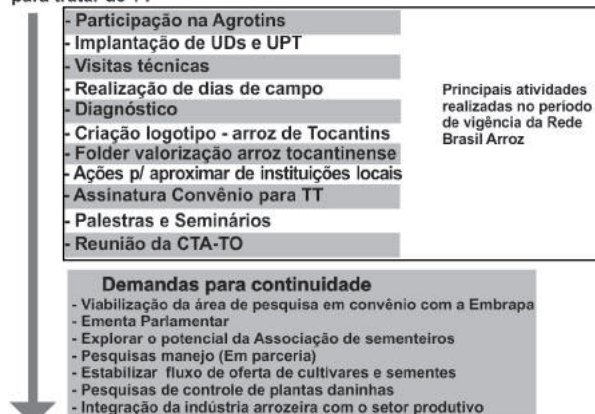 para tratar de TT
- Participação na Agrotins
- Implantação de UDs e UPT
- Visitas técnicas
- Realização de dias de campo
- Diagnóstico
- Criação logotipo - arroz de Tocantins
- Folder valorização arroz tocantinense
- Ações p/ aproximar de instituições locais
- Assinatura Convênio para TT
- Palestras e Seminários
- Reunião da CTA-TO
Principais atividades
realizadas no período
de vigência da Rede
Brasil Arroz
Demandas para continuidade
- Viabilização da área de pesquisa em convênio com a Embrapa
- Ementa Parlamentar
- Explorar o potencial da Associação de sementeiros
- Pesquisas manejo (Em parceria)
- Estabilizar fluxo de oferta de cultivares e sementes
- Pesquisas de controle de plantas daninhas
- Integração da indústria arrozeira com o setor produtivo